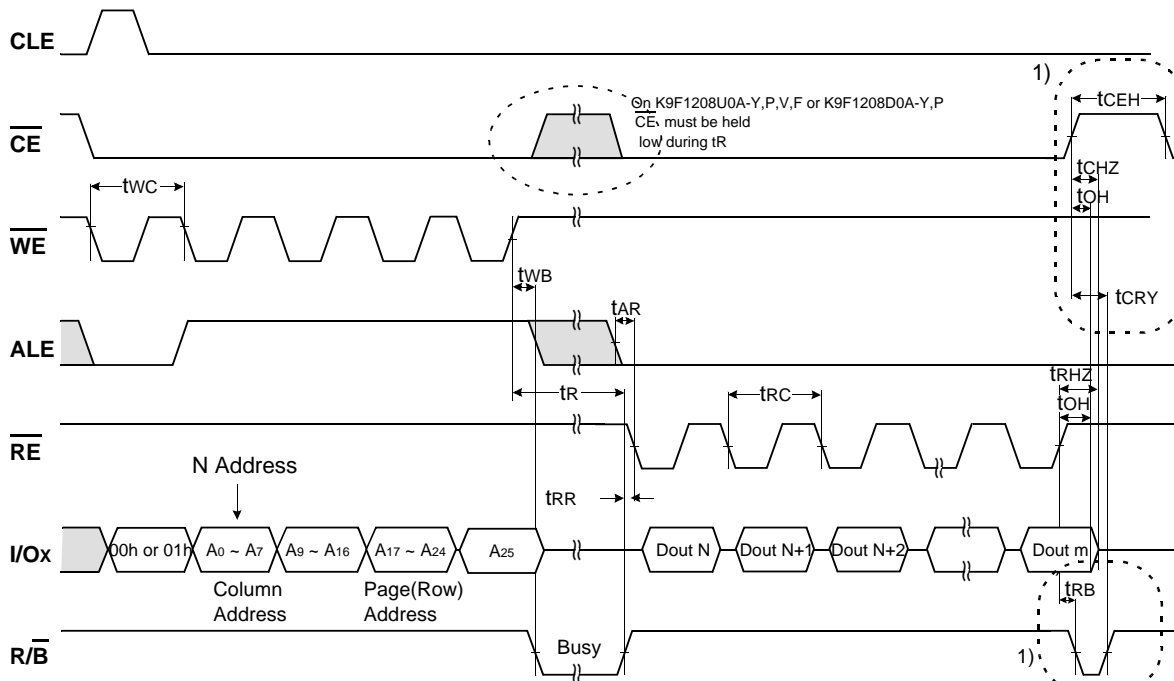 CLE
1)
tCEH
On K9F1208U0A-Y,P,V,F or K9F1208D0A-Y,P
CE must be held
low during tR
CE
tCHZ
tOH
tWC
WE
tWB
tCRY
tAR
ALE
tR
tRC
tRHZ
tOH
RE
N Address
tRR
I/Ox
00h or 01h
A0 ~ A7
A9 ~ A16
A17 ~ A24
A25
Dout N
Dout N+1
Dout N+2
Dout m
Column
Address
Page(Row)
Address
tRB
R/B
Busy
1)